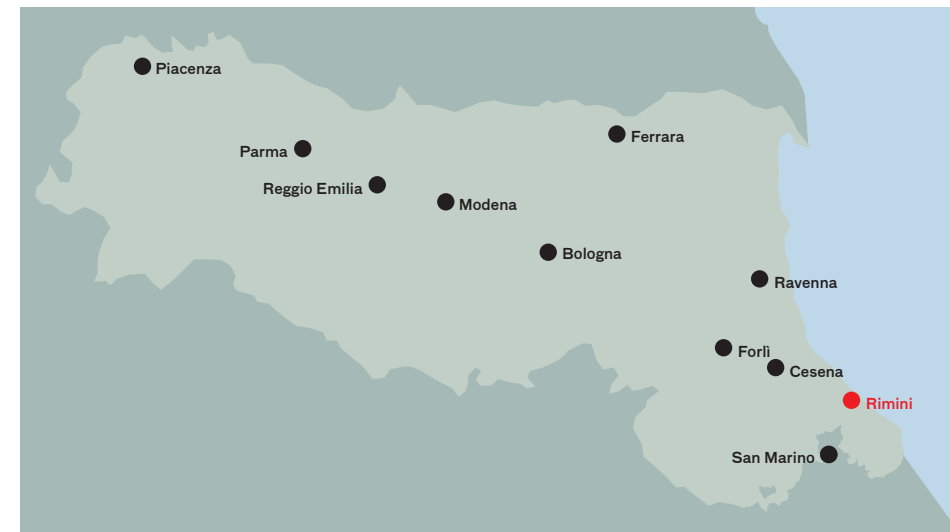 Piacenza
Ferrara
Parma
Reggio Emilia
Modena
Bologna
Ravenna
Forlì
Cesena
Rimini
San Marino